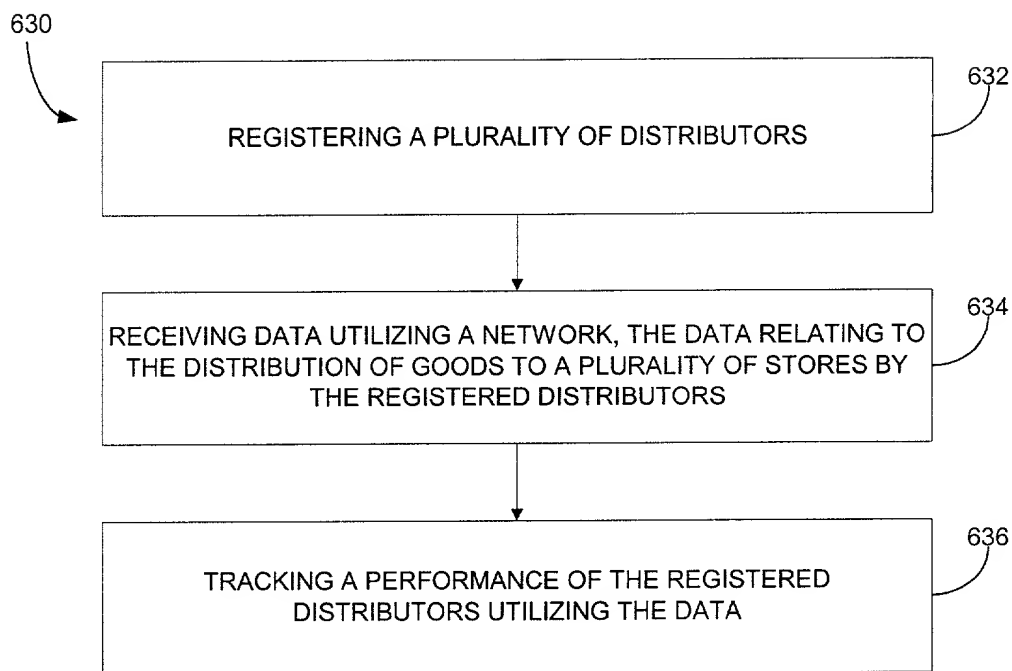 630
632
REGISTERING A PLURALITY OF DISTRIBUTORS
634
RECEIVING DATA UTILIZING A NETWORK, THE DATA RELATING TO
THE DISTRIBUTION OF GOODS TO A PLURALITY OF STORES BY
THE REGISTERED DISTRIBUTORS
636
TRACKING A PERFORMANCE OF THE REGISTERED
DISTRIBUTORS UTILIZING THE DATA